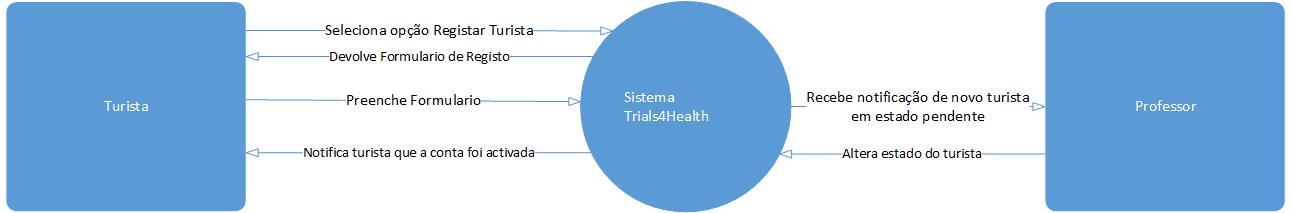 Turista
Seleciona opção Registar Turista
Devolve Formulario de Registo
Preenche Formulario
Notifica turista que a conta foi activada
Sistema
Trials4Health
Recebe notificação de novo turista
em estado pendente
Altera estado do turista
Professor